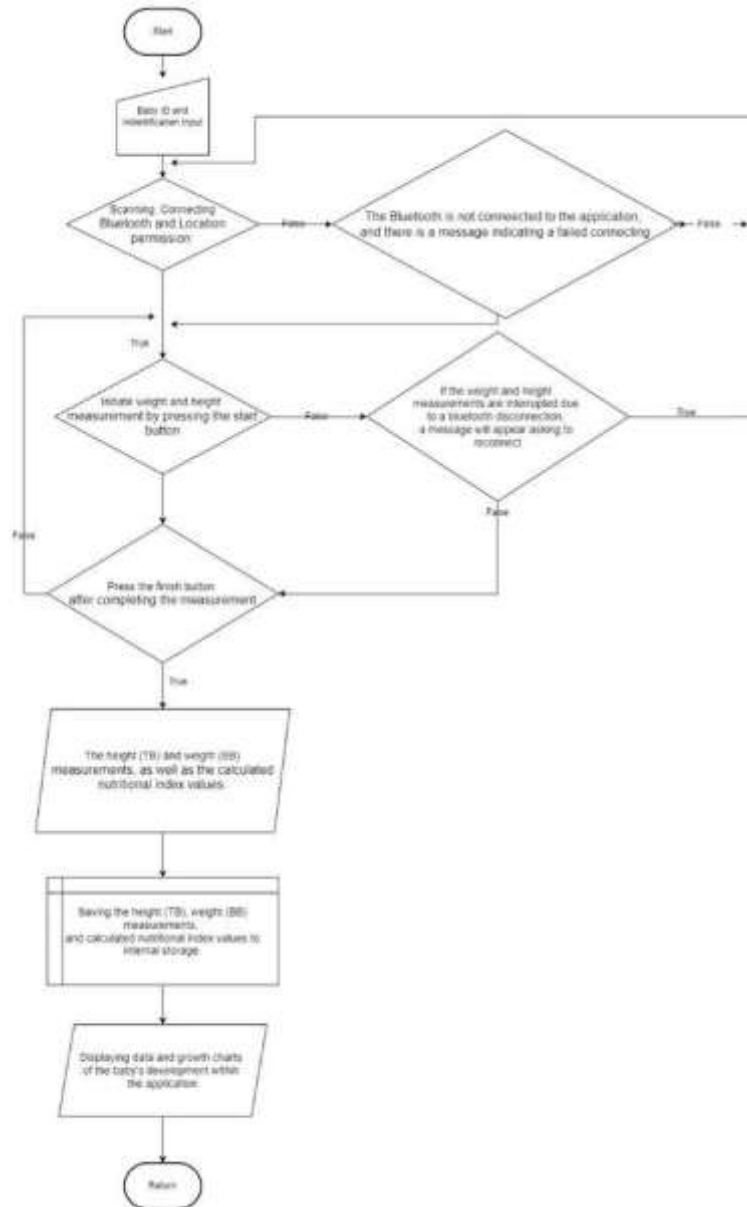 Start
Baby ID and
Indentification Input
Scanning, Connecting
Bluetooth and Location
permission
False
The Bluetooth is not connected to the application,
and there is a message indicating a failed connecting
False
True
Initiate weight and height
measurement by pressing the start
button
False
If the weight and height
measurements are interrupted due
to a bluetooth disconnection,
a message will appear asking to
reconnect
True
False
False
Press the finish button
after completing the measurement
True
The height (TB) and weight (BB)
measurements, as well as the calculated
nutritional index values.
Saving the height (TB), weight (BB)
measurements,
and calculated nutritional index values to
internal storage.
Displaying data and growth charts
of the baby's development within
the application
Return